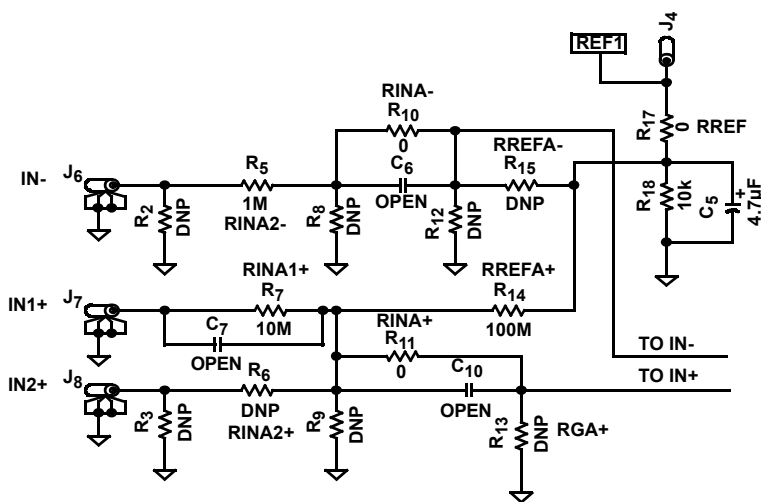 J4
REF1
R17
0
RREF
RINA-
R10
0
RREFA-
R15
DNP
C6
OPEN
IN-
J6
R5
1M
RINA2-
R2
DNP
R8
DNP
R12
DNP
R18
10k
C5
+
4.7uF
IN1+
J7
RINA1+
R7
10M
C7
OPEN
RREFA+
R14
100M
RINA+
R11
0
C10
OPEN
TO IN-
TO IN+
IN2+
J8
R6
DNP
RINA2+
R3
DNP
R9
DNP
R13
DNP
RGA+